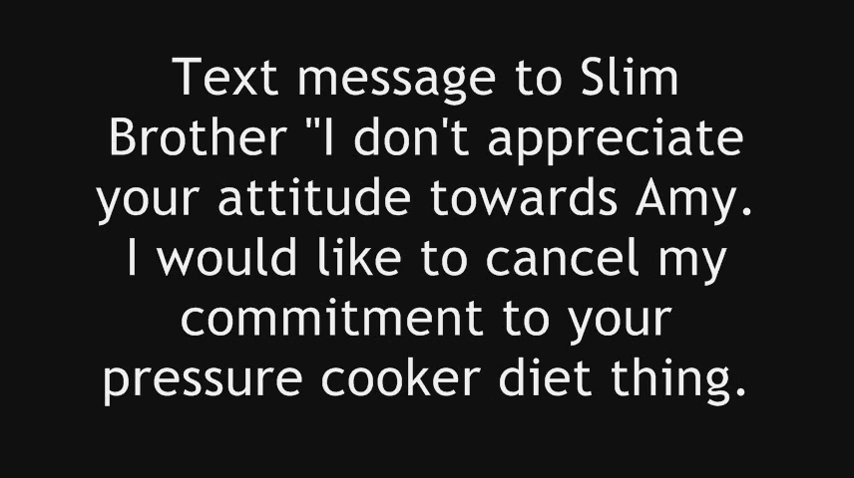 Text message to Slim
Brother "I don't appreciate
your attitude towards Amy.
I would like to cancel my
commitment to your
pressure cooker diet thing.